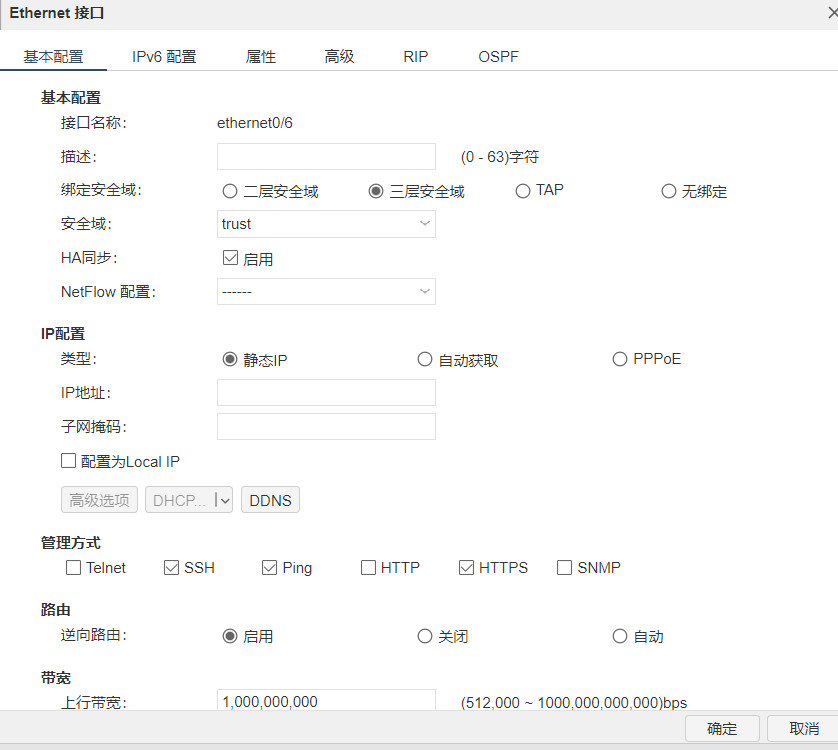 Ethernet 接口
基本配置 IPv6 配置 属性 高级 RIP OSPF
基本配置
接口名称: ethernet0/6
描述: (0 - 63)字符
绑定安全域: 二层安全域 三层安全域 TAP 无绑定
安全域: trust
HA同步: 启用
NetFlow 配置: ------
IP配置
类型: 静态IP 自动获取 PPPoE
IP地址:
子网掩码:
配置为Local IP
高级选项 DHCP... DDNS
管理方式
Telnet SSH Ping HTTP HTTPS SNMP
路由
逆向路由: 启用 关闭 自动
带宽
上行带宽: 1,000,000,000 (512,000 ~ 1000,000,000,000)bps
确定 取消